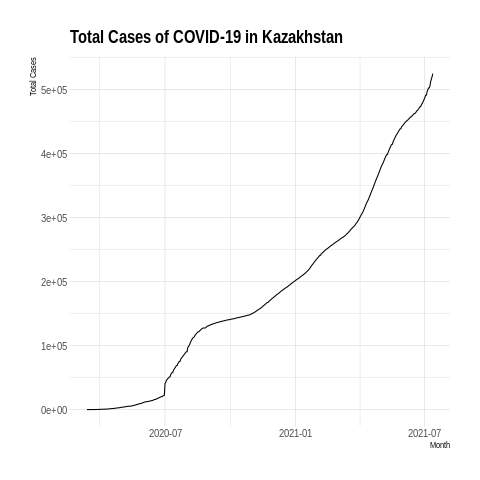 Total Cases of COVID-19 in Kazakhstan
Total Cases
5e+05
4e+05
3e+05
2e+05
1e+05
0e+00
2020-07 2021-01 2021-07
Month